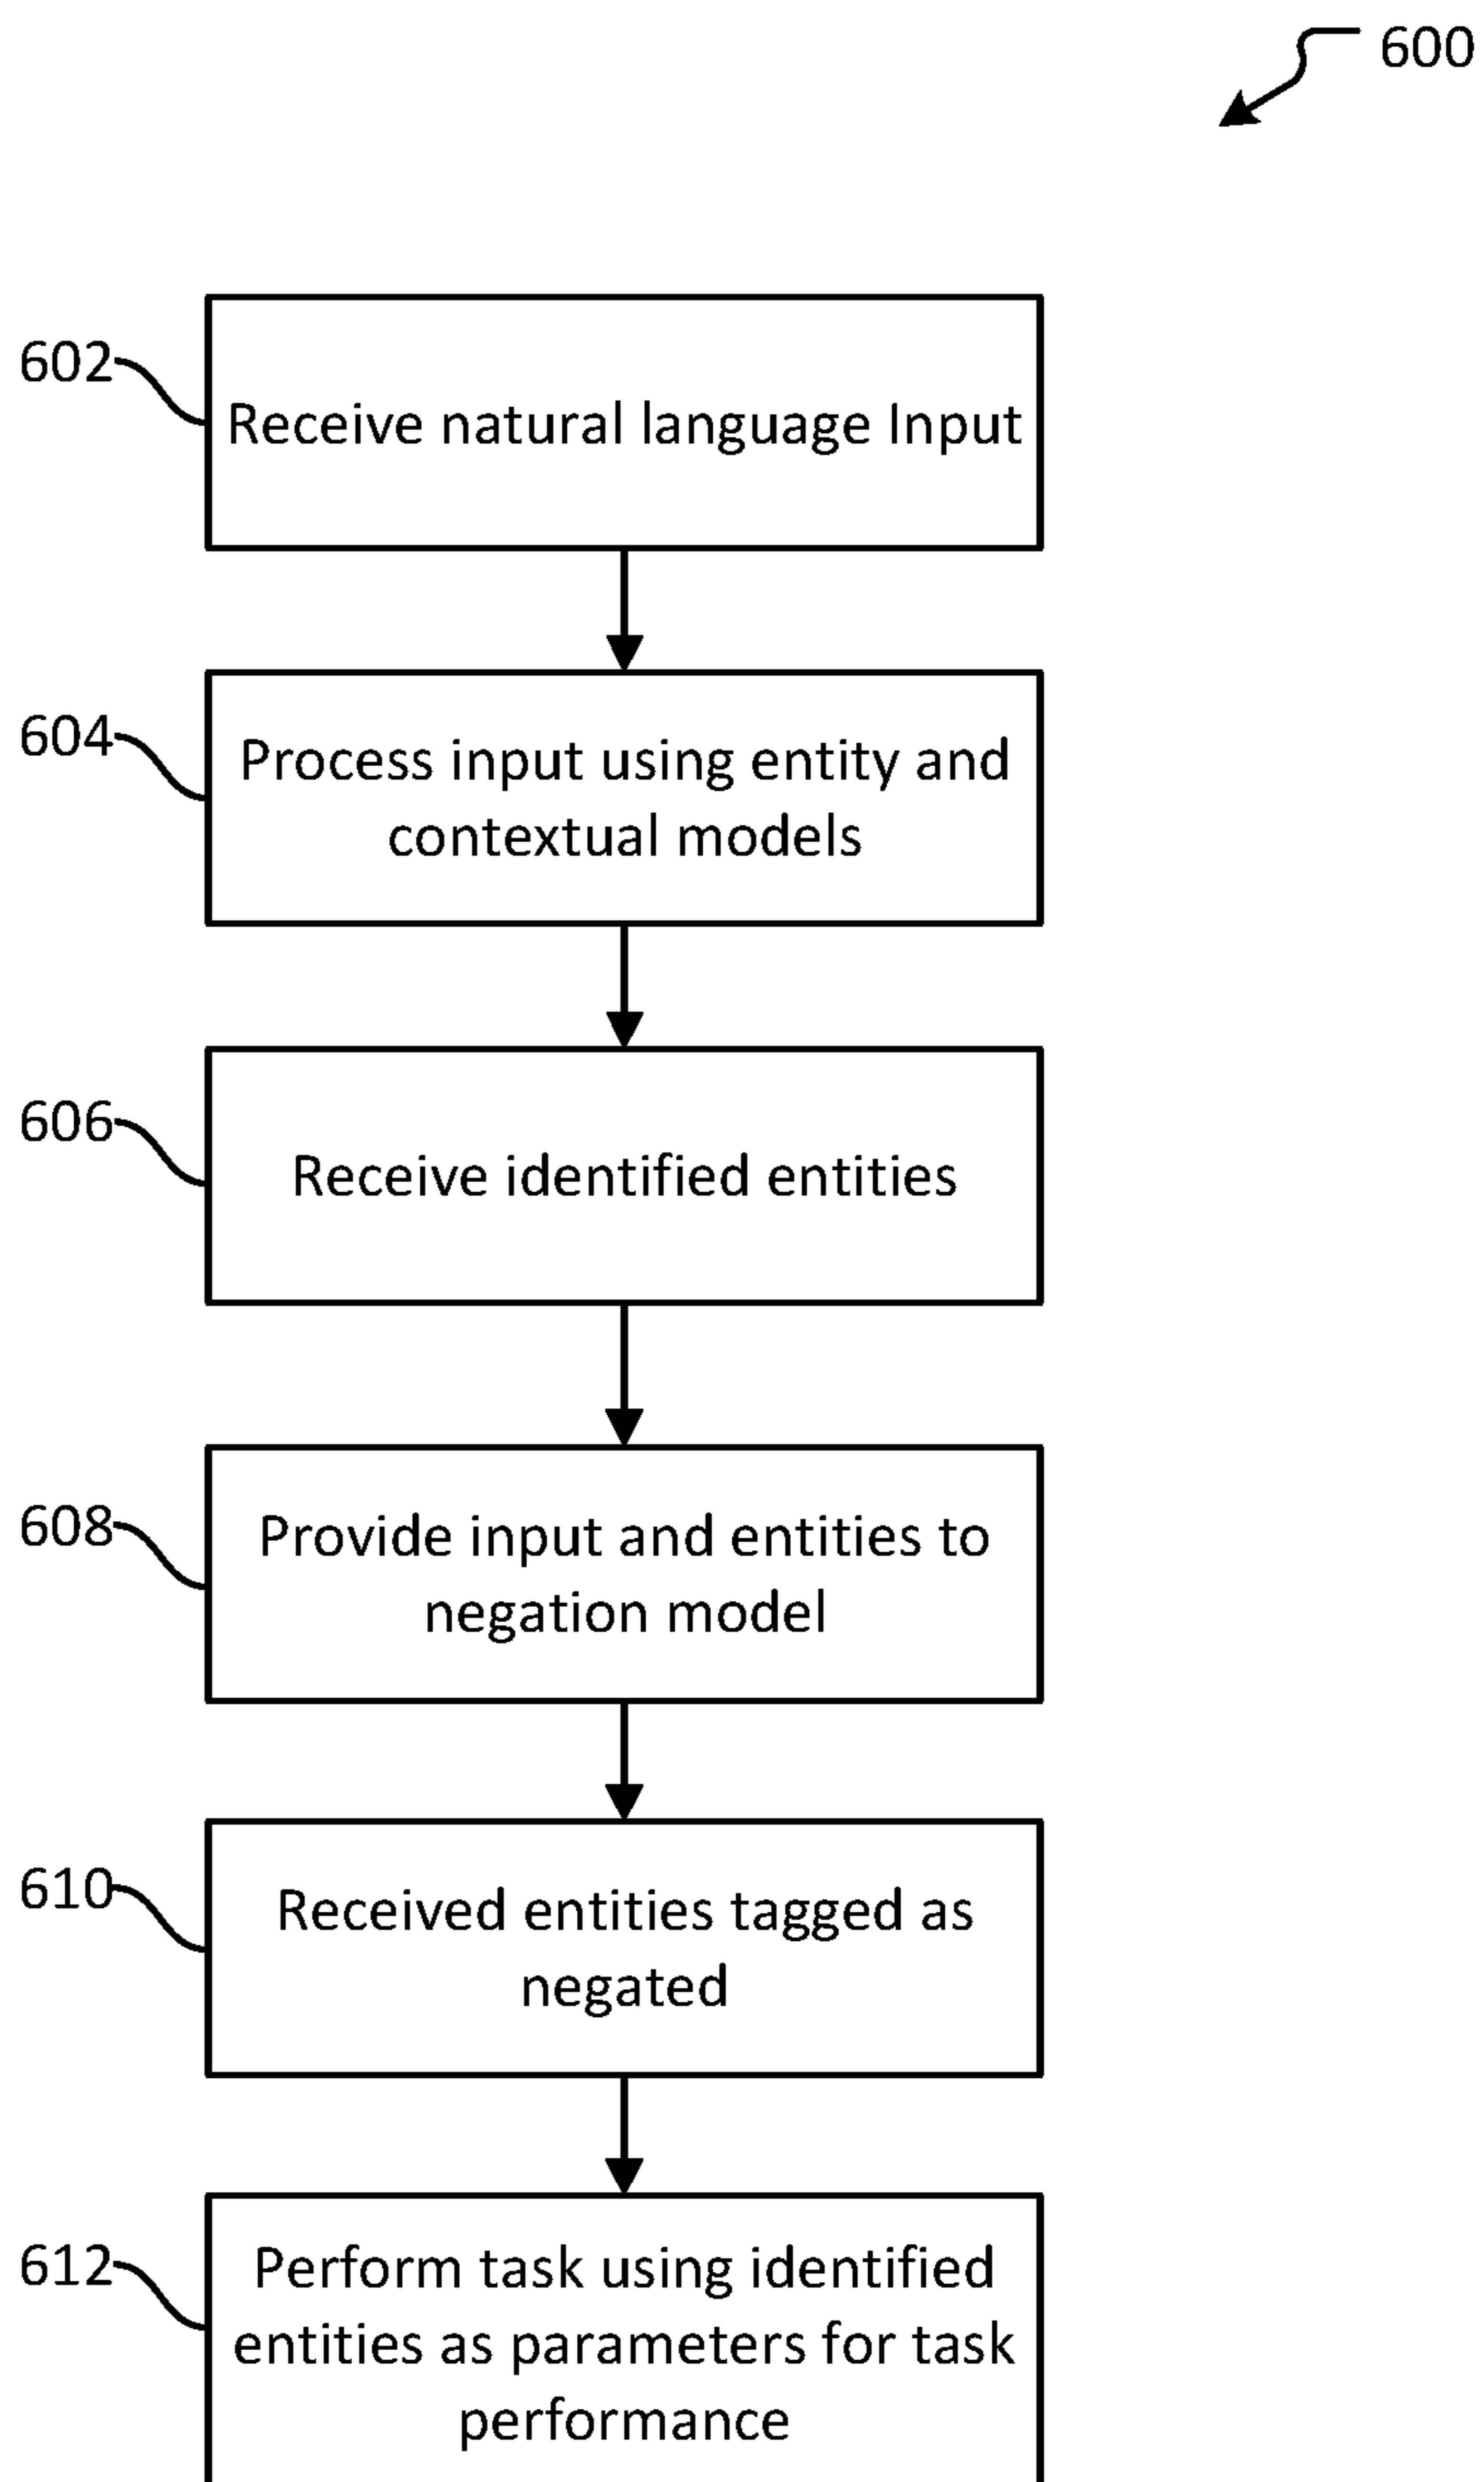 600
602
Receive natural language Input
604
Process input using entity and
contextual models
606
Receive identified entities
608
Provide input and entities to
negation model
610
Received entities tagged as
negated
612
Perform task using identified
entities as parameters for task
performance